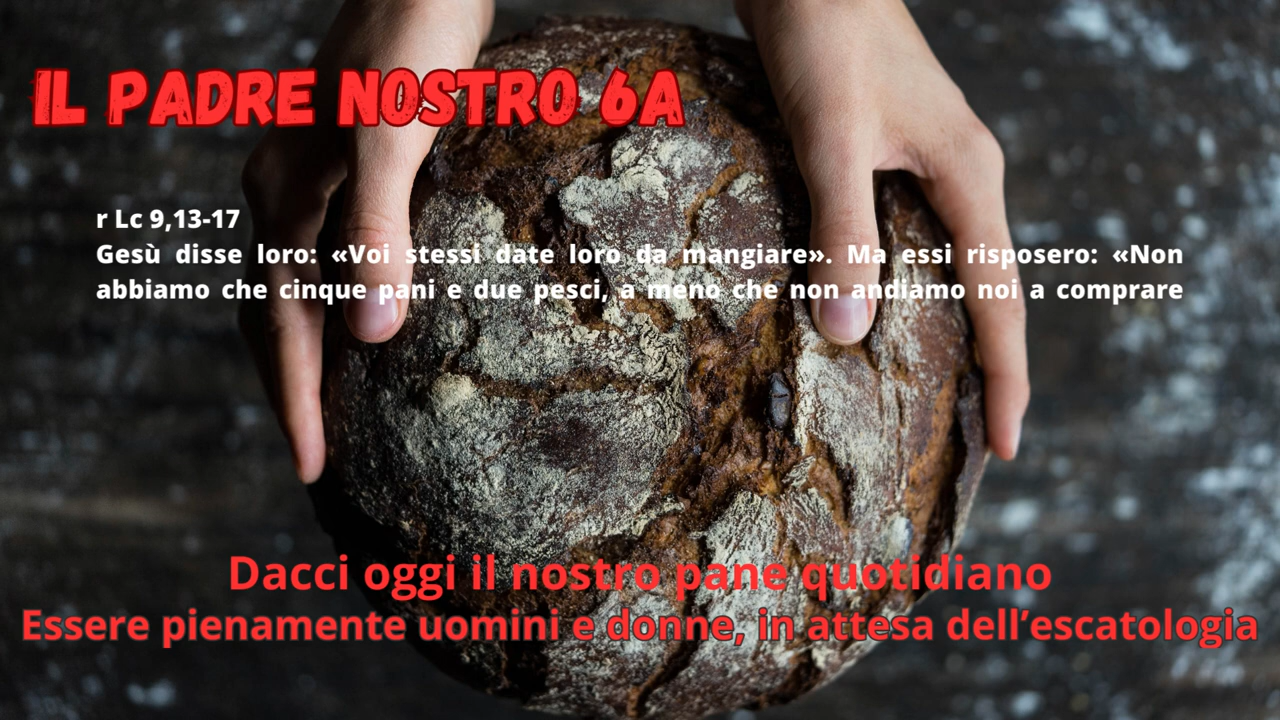 IL PADRE NOSTRO 6A
r Lc 9,13-17
Gesù disse loro: «Voi stessi date loro da mangiare». Ma essi risposero: «Non
abbiamo che cinque pani e due pesci, a meno che non andiamo noi a comprare
Dacci oggi il nostro pane quotidiano
Essere pienamente uomini e donne, in attesa dell’escatologia